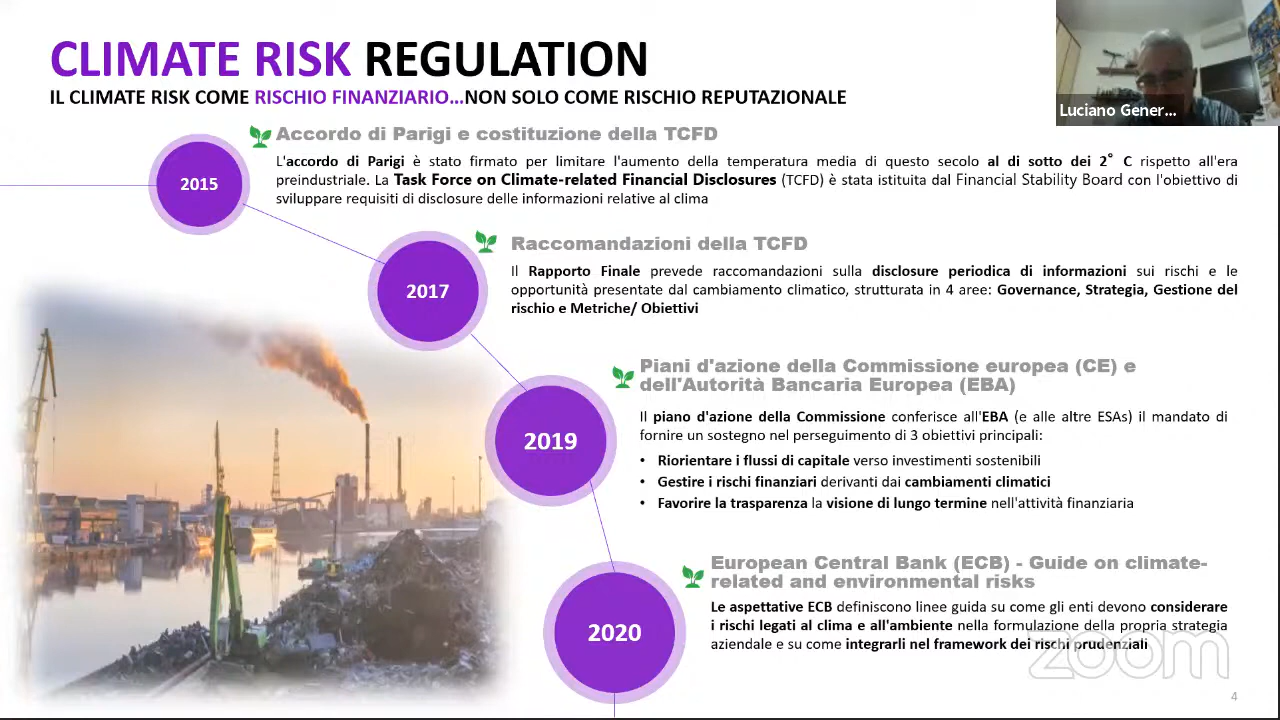 CLIMATE RISK REGULATION
IL CLIMATE RISK COME RISCHIO FINANZIARIO...NON SOLO COME RISCHIO REPUTAZIONALE
Luciano Gener...
2015
Accordo di Parigi e costituzione della TCFD
L'accordo di Parigi è stato firmato per limitare l'aumento della temperatura media di questo secolo al di sotto dei 2° C rispetto all'era
preindustriale. La Task Force on Climate-related Financial Disclosures (TCFD) è stata istituita dal Financial Stability Board con l'obiettivo di
sviluppare requisiti di disclosure delle informazioni relative al clima
2017
Raccomandazioni della TCFD
Il Rapporto Finale prevede raccomandazioni sulla disclosure periodica di informazioni sui rischi e le
opportunità presentate dal cambiamento climatico, strutturata in 4 aree: Governance, Strategia, Gestione del
rischio e Metriche/ Obiettivi
2019
Piani d'azione della Commissione europea (CE) e
dell'Autorità Bancaria Europea (EBA)
Il piano d'azione della Commissione conferisce all'EBA (e alle altre ESAs) il mandato di
fornire un sostegno nel perseguimento di 3 obiettivi principali:
• Riorientare i flussi di capitale verso investimenti sostenibili
• Gestire i rischi finanziari derivanti dai cambiamenti climatici
• Favorire la trasparenza la visione di lungo termine nell'attività finanziaria
2020
European Central Bank (ECB) - Guide on climate-
related and environmental risks
Le aspettative ECB definiscono linee guida su come gli enti devono considerare
i rischi legati al clima e all'ambiente nella formulazione della propria strategia
aziendale e su come integrarli nel framework dei rischi prudenziali
zoom
4